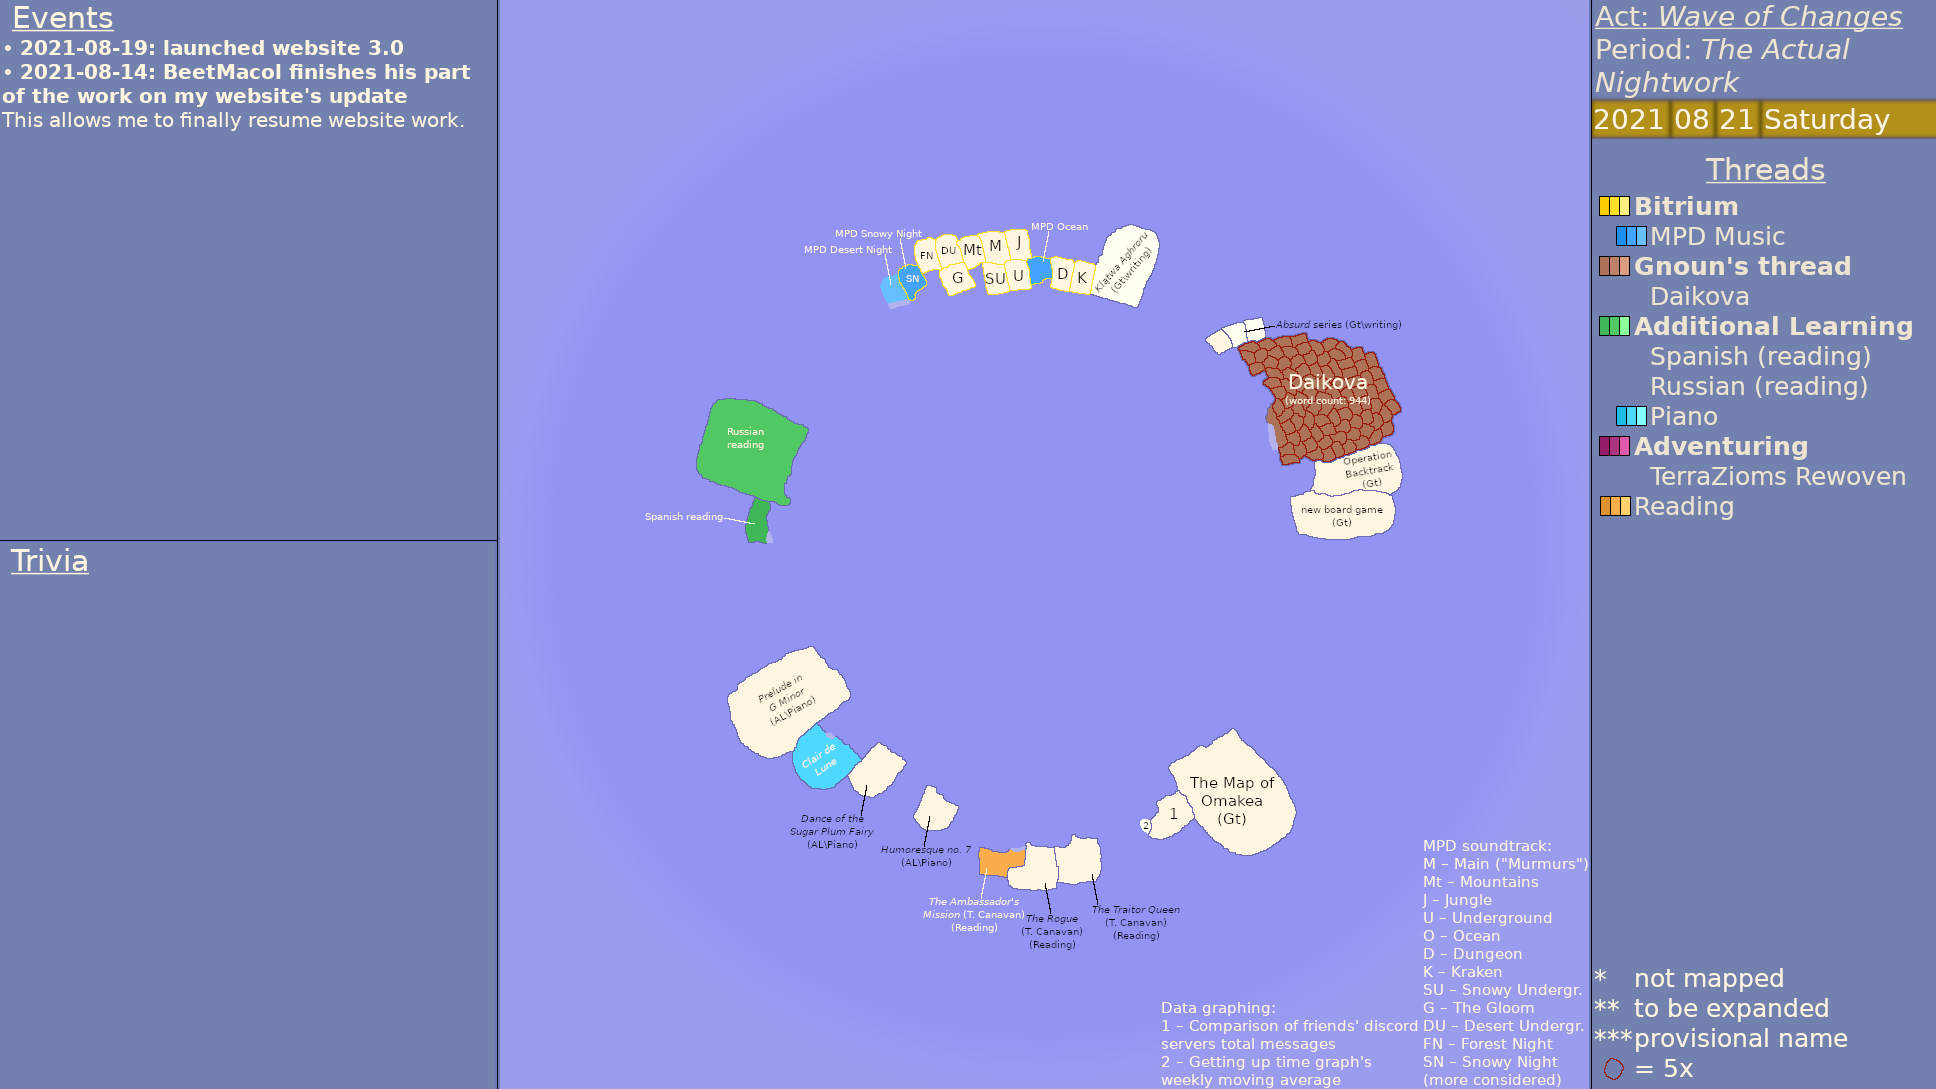 Events
• 2021-08-19: launched website 3.0
• 2021-08-14: BeetMacol finishes his part
of the work on my website's update
This allows me to finally resume website work.
Trivia
MPD Snowy Night
MPD Desert Night
MPD Ocean
FN
DU
Mt
M
J
SN
G
SU
U
D
K
Klątwa Aghroru
(Gt\writing)
Absurd series (Gt\writing)
Daikova
(word count: 944)
Operation
Backtrack
(Gt)
new board game
(Gt)
Russian
reading
Spanish reading
Prelude in
G Minor
(AL\Piano)
Clair de
Lune
Dance of the
Sugar Plum Fairy
(AL\Piano)
Humoresque no. 7
(AL\Piano)
The Ambassador's
Mission (T. Canavan)
(Reading)
The Rogue
(T. Canavan)
(Reading)
The Traitor Queen
(T. Canavan)
(Reading)
The Map of
Omakea
(Gt)
1
2
Data graphing:
1 – Comparison of friends' discord
servers total messages
2 – Getting up time graph's
weekly moving average
MPD soundtrack:
M – Main ("Murmurs")
Mt – Mountains
J – Jungle
U – Underground
O – Ocean
D – Dungeon
K – Kraken
SU – Snowy Undergr.
G – The Gloom
DU – Desert Undergr.
FN – Forest Night
SN – Snowy Night
(more considered)
Act: Wave of Changes
Period: The Actual
Nightwork
2021 08 21 Saturday
Threads
Bitrium
MPD Music
Gnoun's thread
Daikova
Additional Learning
Spanish (reading)
Russian (reading)
Piano
Adventuring
TerraZioms Rewoven
Reading
* not mapped
** to be expanded
*** provisional name
= 5x